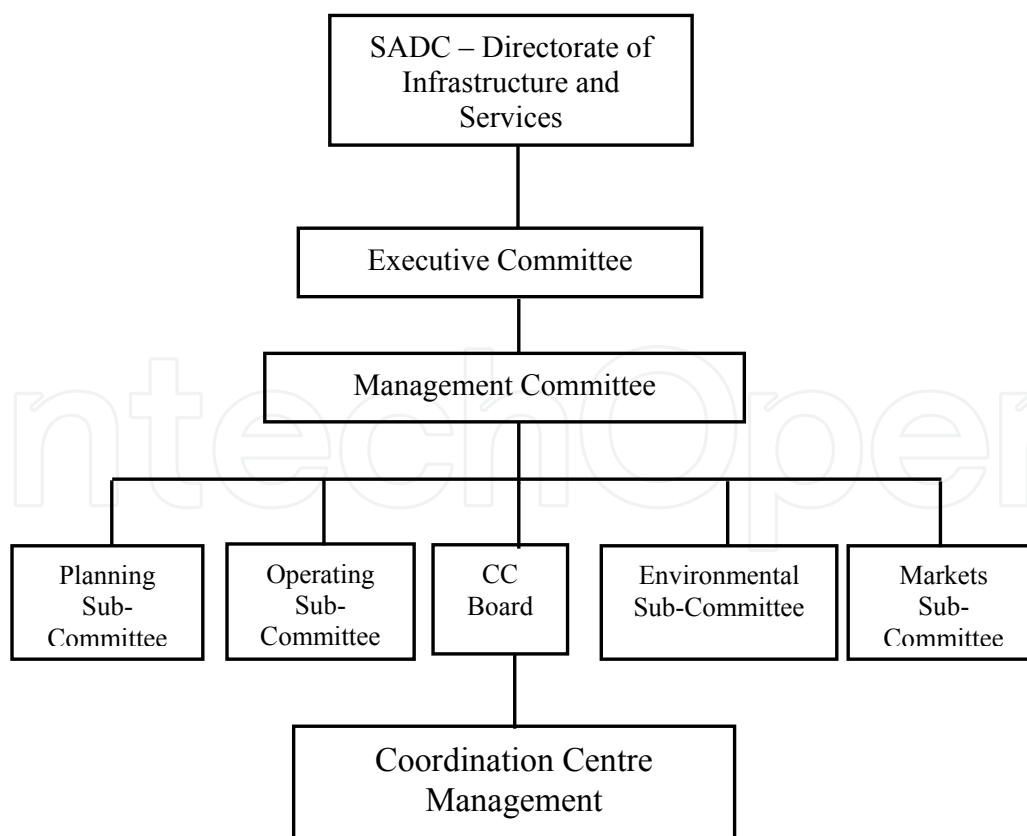 SADC – Directorate of
Infrastructure and
Services
Executive Committee
Management Committee
Planning
Sub-
Committee
Operating
Sub-
Committee
CC
Board
Environmental
Sub-Committee
Markets
Sub-
Committee
Coordination Centre
Management
ntechOpen